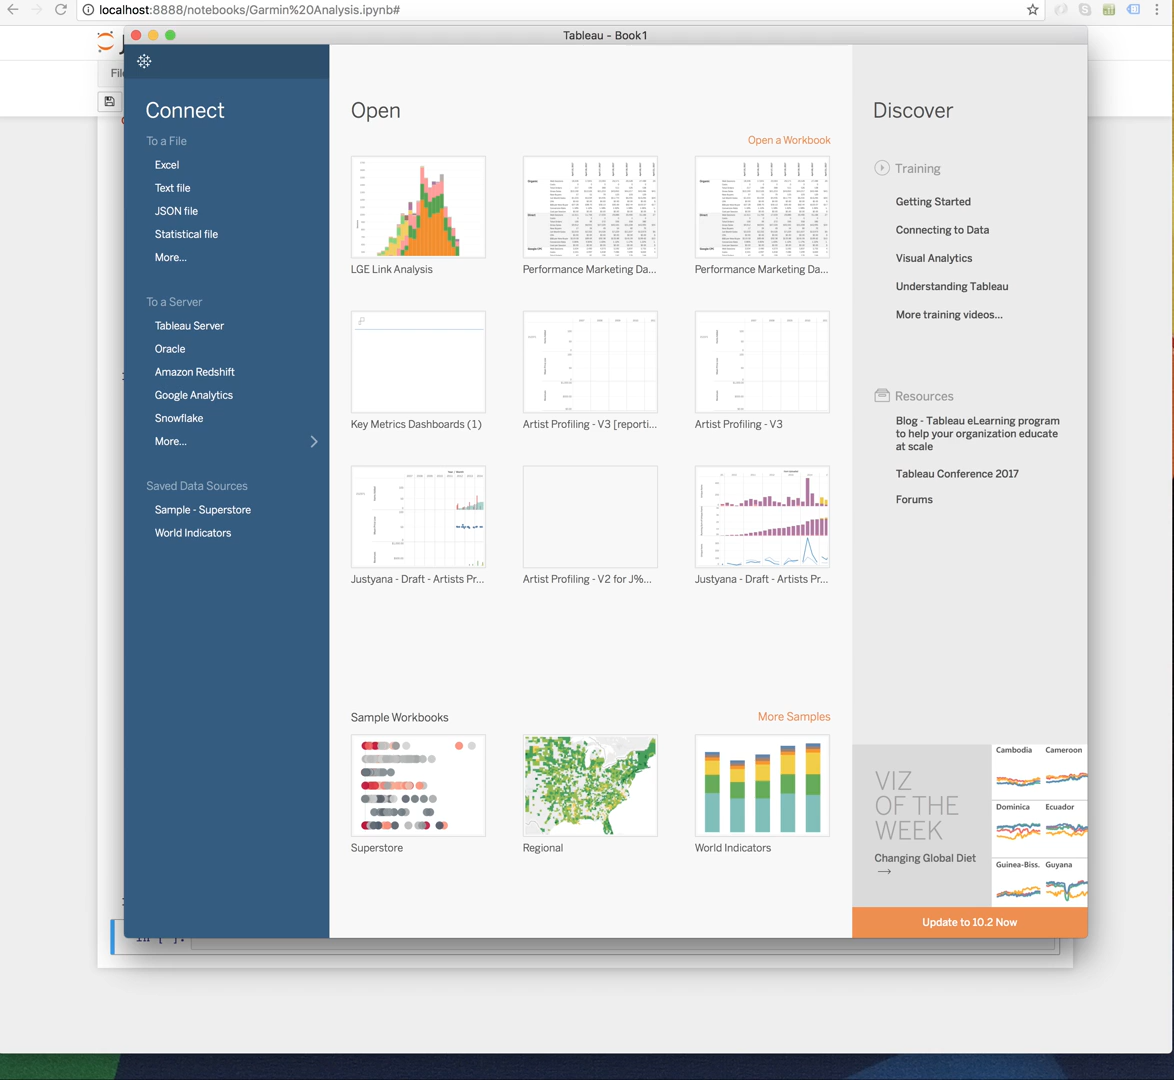 localhost:8888/notebooks/Garmin%20Analysis.ipynb#
Tableau - Book1
File
Connect
To a File
Excel
Text file
JSON file
Statistical file
More...
To a Server
Tableau Server
Oracle
Amazon Redshift
Google Analytics
Snowflake
More...
Saved Data Sources
Sample - Superstore
World Indicators
Open
Open a Workbook
LGE Link Analysis
Performance Marketing Da...
Performance Marketing Da...
Key Metrics Dashboards (1)
Artist Profiling - V3 [reporti...
Artist Profiling - V3
Justyana - Draft - Artists Pr...
Artist Profiling - V2 for J%...
Justyana - Draft - Artists Pr...
Sample Workbooks
More Samples
Superstore
Regional
World Indicators
Discover
Training
Getting Started
Connecting to Data
Visual Analytics
Understanding Tableau
More training videos...
Resources
Blog - Tableau eLearning program
to help your organization educate
at scale
Tableau Conference 2017
Forums
VIZ
OF THE
WEEK
Changing Global Diet
Cambodia Cameroon
Dominica Ecuador
Guinea-Biss. Guyana
Update to 10.2 Now
In [ ]: